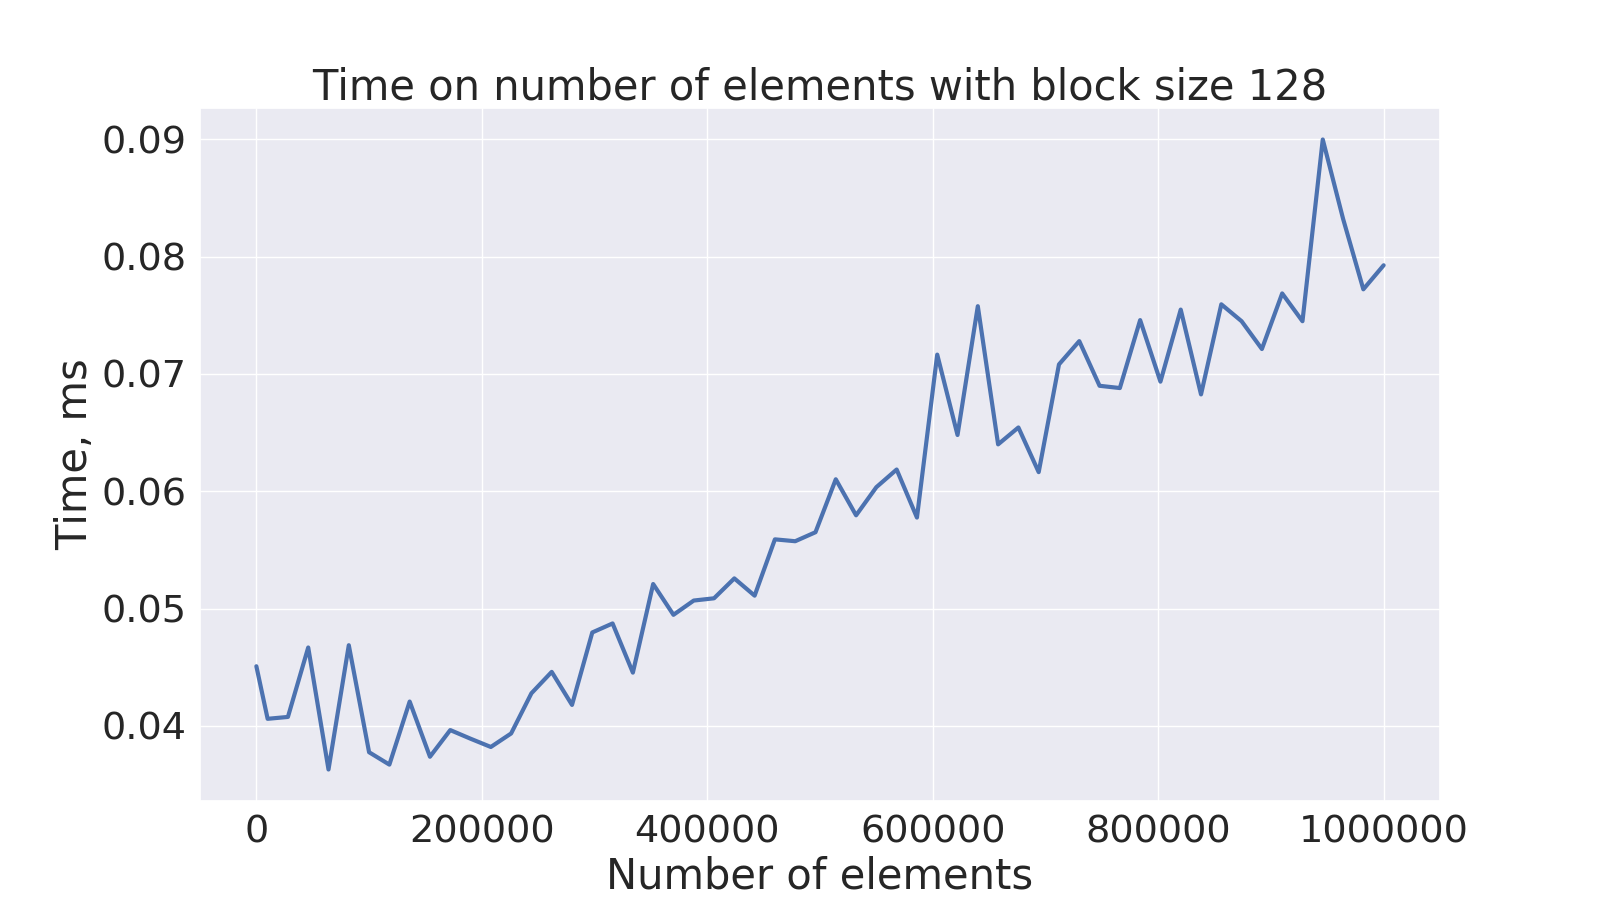 Time on number of elements with block size 128
0.09
0.08
0.07
0.06
0.05
0.04
Time, ms
0 200000 400000 600000 800000 1000000
Number of elements